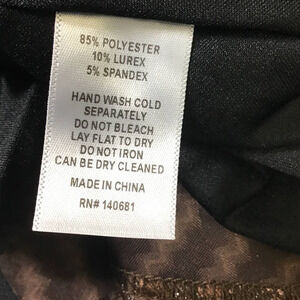 85% POLYESTER
10% LUREX
5% SPANDEX
HAND WASH COLD
SEPARATELY
DO NOT BLEACH
LAY FLAT TO DRY
DO NOT IRON
CAN BE DRY CLEANED
MADE IN CHINA
RN# 140681